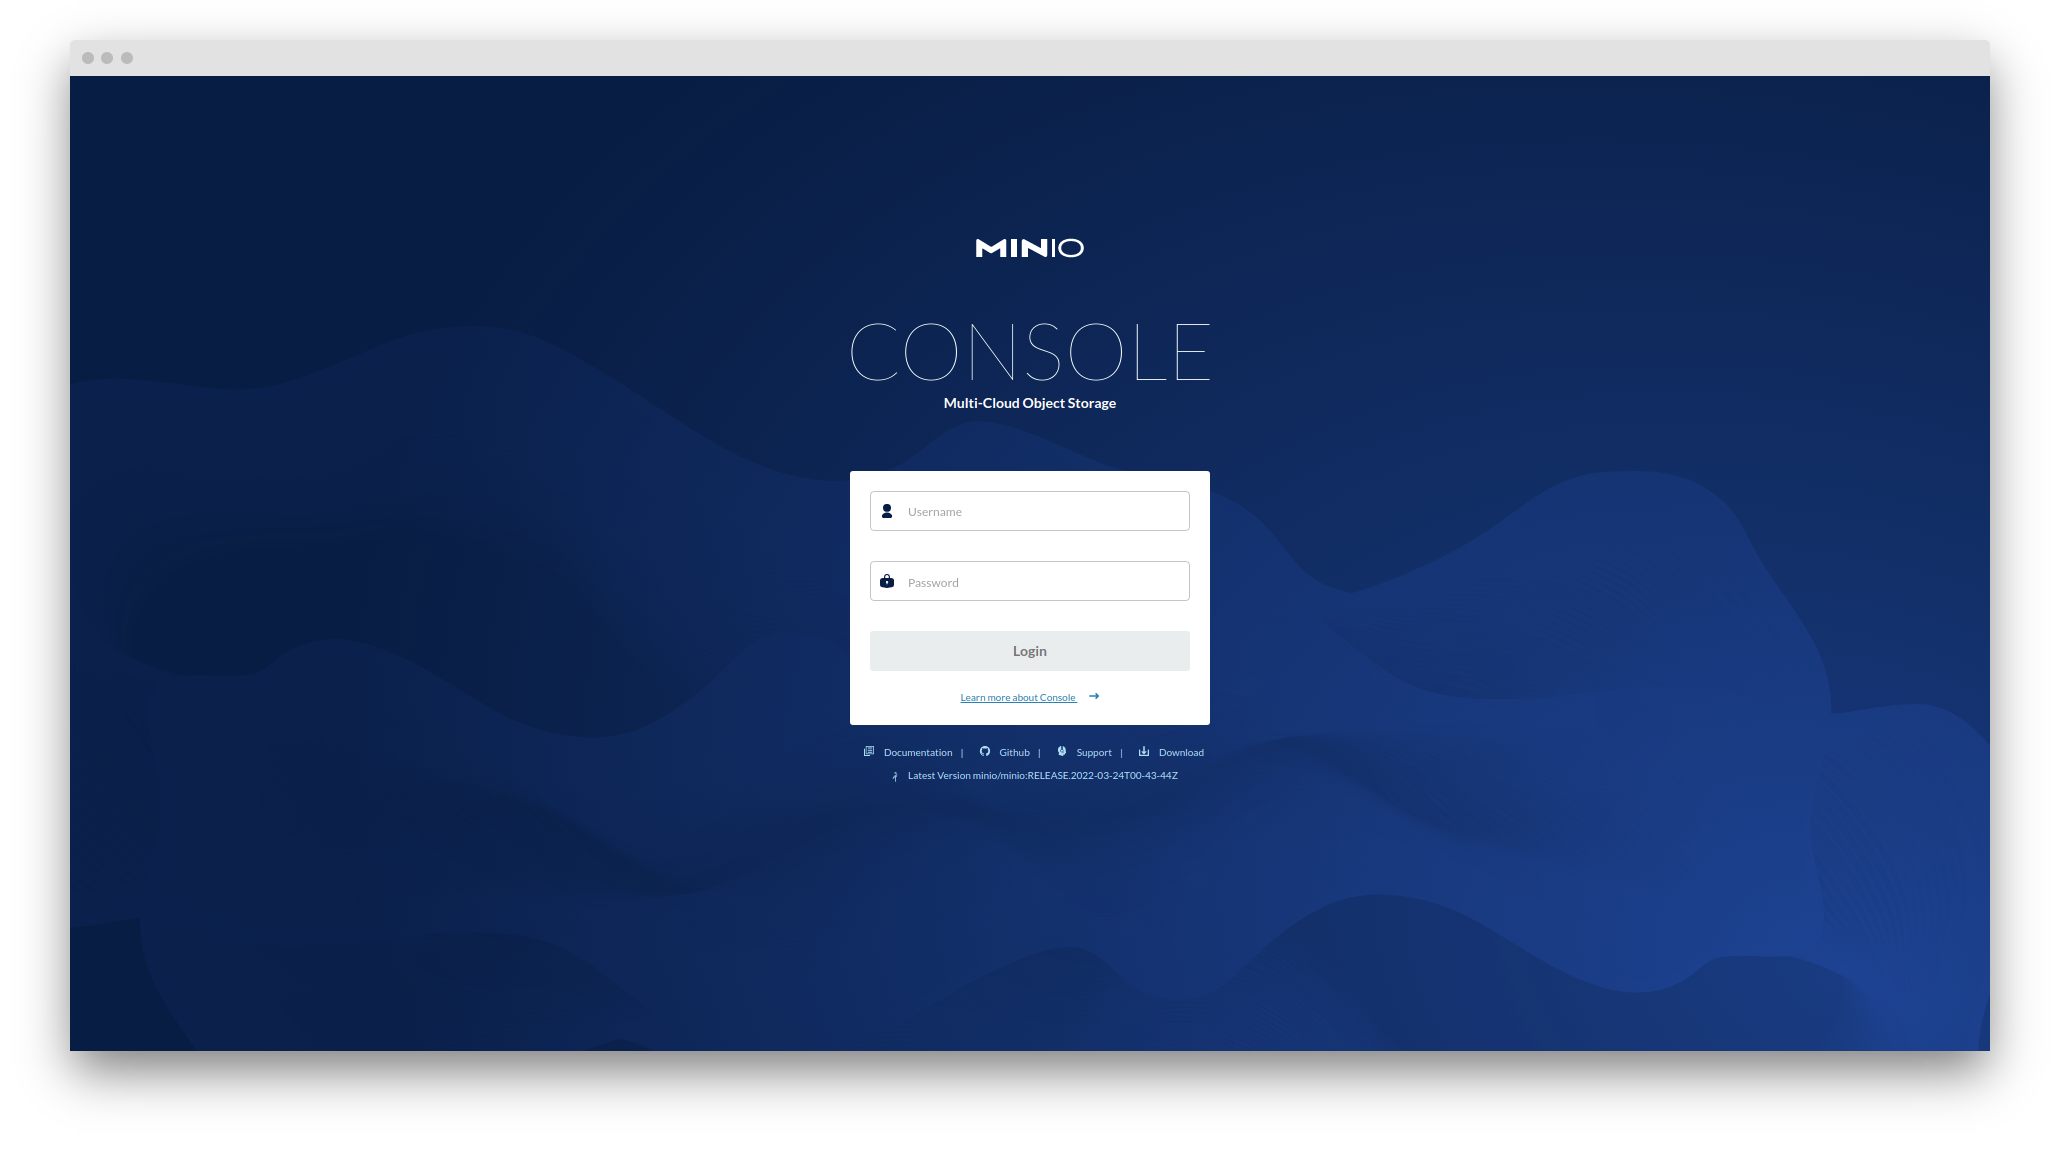 MINIO
CONSOLE
Multi-Cloud Object Storage
Username
Password
Login
Learn more about Console
Documentation | Github | Support | Download
Latest Version minio/minio:RELEASE.2022-03-24T00-43-44Z